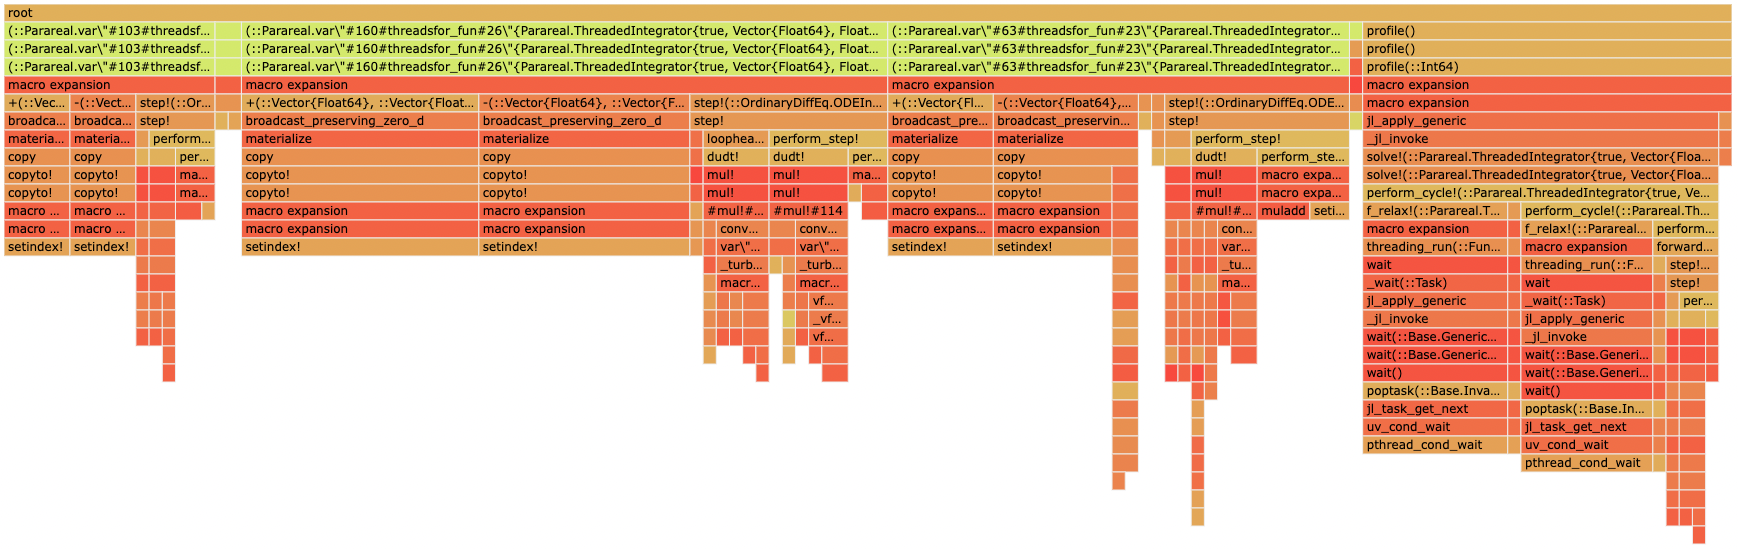 root
(::Parareal.var\"#103#threadsf... (::Parareal.var\"#160#threadsfor_fun#26\"{Parareal.ThreadedIntegrator{true, Vector{Float64}, Float... (::Parareal.var\"#63#threadsfor_fun#23\"{Parareal.ThreadedIntegrator... profile()
(::Parareal.var\"#103#threadsf... (::Parareal.var\"#160#threadsfor_fun#26\"{Parareal.ThreadedIntegrator{true, Vector{Float64}, Float... (::Parareal.var\"#63#threadsfor_fun#23\"{Parareal.ThreadedIntegrator... profile()
(::Parareal.var\"#103#threadsf... (::Parareal.var\"#160#threadsfor_fun#26\"{Parareal.ThreadedIntegrator{true, Vector{Float64}, Float... (::Parareal.var\"#63#threadsfor_fun#23\"{Parareal.ThreadedIntegrator... profile(::Int64)
macro expansion macro expansion macro expansion macro expansion
+(::Vec... -(::Vect... step!(::Or... +(::Vector{Float64}, ::Vector{Float... -(::Vector{Float64}, ::Vector{F... step!(::OrdinaryDiffEq.ODEIn... +(::Vector{Fl... -(::Vector{Float64},... step!(::OrdinaryDiffEq.ODE... macro expansion
broadca... broadca... step! broadcast_preserving_zero_d broadcast_preserving_zero_d step! broadcast_pre... broadcast_preservin... step! jl_apply_generic
materia... materia... perform... materialize materialize loophea... perform_step! materialize materialize perform_step! _jl_invoke
copy copy per... copy copy dudt! dudt! per... copy copy dudt! perform_ste... solve!(::Parareal.ThreadedIntegrator{true, Vector{Floa...
copyto! copyto! ma... copyto! copyto! mul! mul! ma... copyto! copyto! mul! macro expa... solve!(::Parareal.ThreadedIntegrator{true, Vector{Floa...
copyto! copyto! ma... copyto! copyto! mul! mul! copyto! copyto! mul! macro expa... perform_cycle!(::Parareal.ThreadedIntegrator{true, Ve...
macro ... macro ... macro expansion macro expansion #mul!#... #mul!#114 macro expans... macro expansion #mul!#... muladd seti... f_relax!(::Parareal.T... perform_cycle!(::Parareal.Th...
macro ... macro ... macro expansion macro expansion conv... conv... macro expans... macro expansion con... macro expansion f_relax!(::Parareal... perform...
setindex! setindex! setindex! setindex! var\"... var\"... setindex! setindex! var... threading_run(::Fun... macro expansion forward...
_turb... _turb... _tu... wait threading_run(::F... step!...
macr... macr... ma... _wait(::Task) wait step!
vf... jl_apply_generic _wait(::Task) per...
_vf... _jl_invoke jl_apply_generic
vf... wait(::Base.Generic... _jl_invoke
wait(::Base.Generic... wait(::Base.Generi...
wait() wait(::Base.Generi...
poptask(::Base.Inva... wait()
jl_task_get_next poptask(::Base.In...
uv_cond_wait jl_task_get_next
pthread_cond_wait uv_cond_wait
pthread_cond_wait